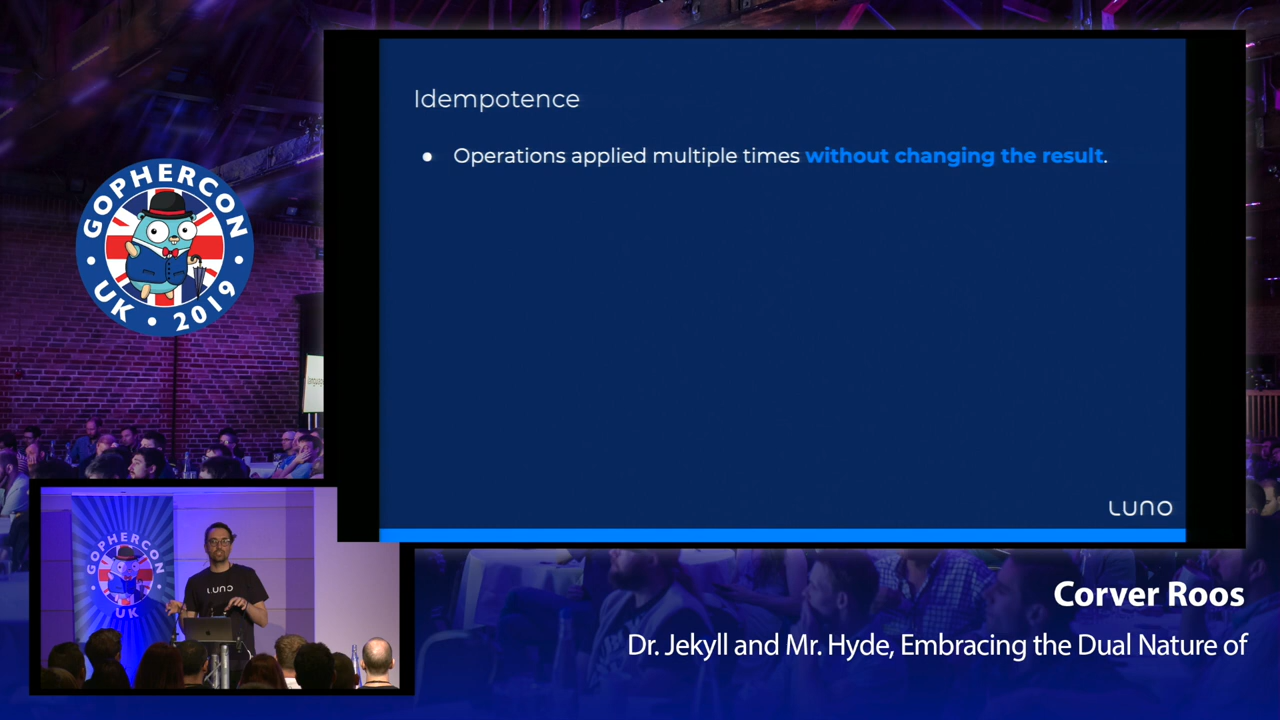 Idempotence
● Operations applied multiple times without changing the result.
LUNO
GOPHERCON
UK • 2019
GOPHERCON
UK
LUNO
Corver Roos
Dr. Jekyll and Mr. Hyde, Embracing the Dual Nature of